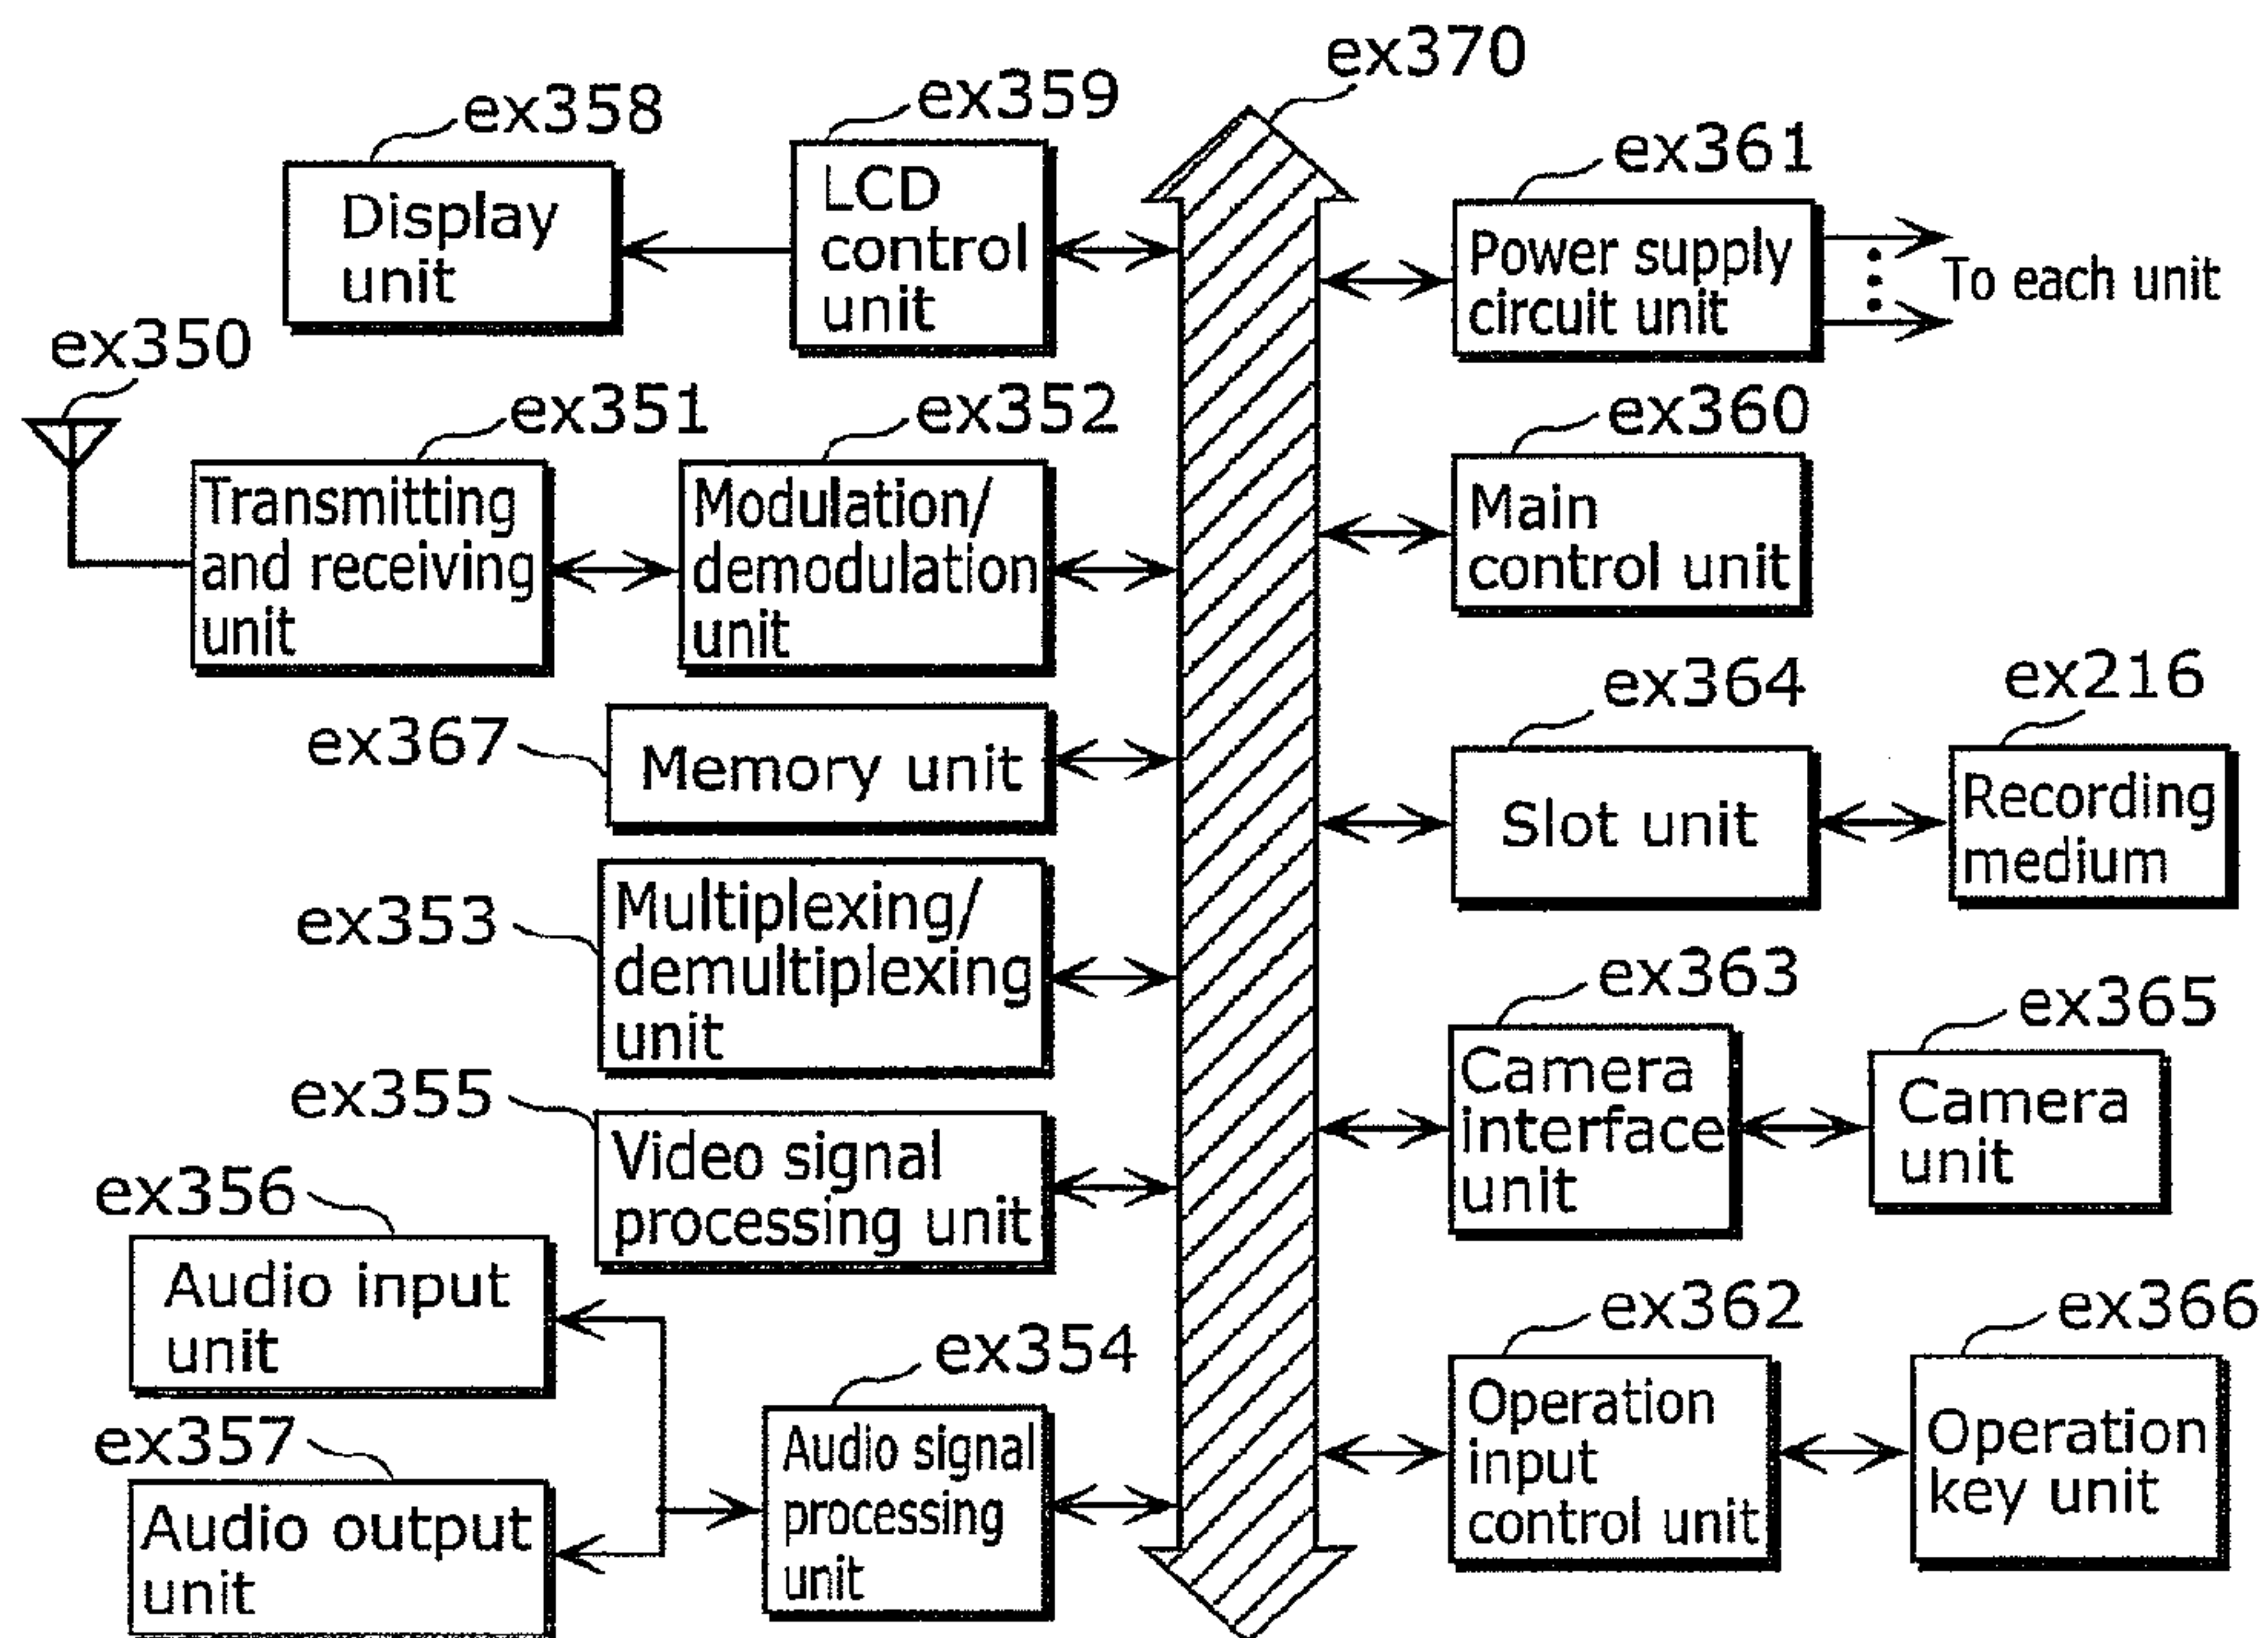 ex370
ex358
ex359
ex361
Display
unit
LCD
control
unit
Power supply
circuit unit
To each unit
ex350
ex351
ex352
ex360
Transmitting
and receiving
unit
Modulation/
demodulation
unit
Main
control unit
ex367
Memory unit
ex364
ex216
Slot unit
Recording
medium
ex353
Multiplexing/
demultiplexing
unit
ex363
ex365
Camera
interface
unit
Camera
unit
ex355
Video signal
processing unit
ex356
Audio input
unit
ex354
ex362
ex366
ex357
Audio output
unit
Audio signal
processing
unit
Operation
input
control unit
Operation
key unit